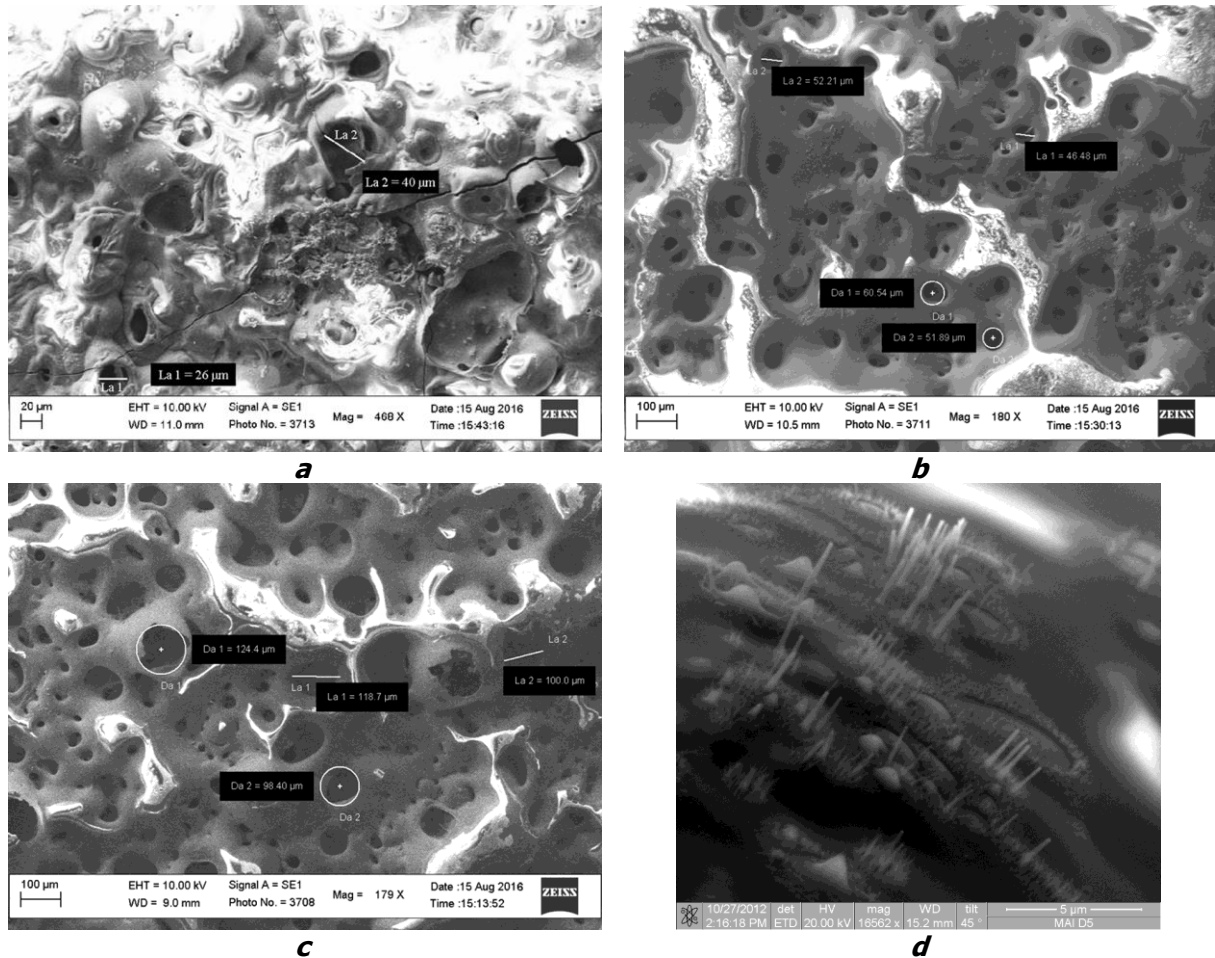 La 2
La 2 = 40 µm
La 1
La 1 = 26 µm
20 µm
EHT = 10.00 kV Signal A = SE1 Date :15 Aug 2016
Mag = 468 X
WD = 11.0 mm Photo No. = 3713 Time :15:43:16
ZEISS
a
La 2
La 2 = 52.21 µm
La 1
La 1 = 46.48 µm
Da 1 = 60.54 µm
Da 1
Da 2 = 51.89 µm
100 µm
EHT = 10.00 kV Signal A = SE1 Date :15 Aug 2016
Mag = 180 X
WD = 10.5 mm Photo No. = 3711 Time :15:30:13
ZEISS
b
La 2
Da 1 = 124.4 µm
Da 1
La 2 = 100.0 µm
La 1
La 1 = 118.7 µm
Da 2 = 98.40 µm
Da 2
100 µm
EHT = 10.00 kV Signal A = SE1 Date :15 Aug 2016
Mag = 179 X
WD = 9.0 mm Photo No. = 3708 Time :15:13:52
ZEISS
c
10/27/2012 det HV mag WD tilt 5 µm
2:16:18 PM ETD 20.00 kV 16562 x 15.2 mm 45 ° MAI D5
d